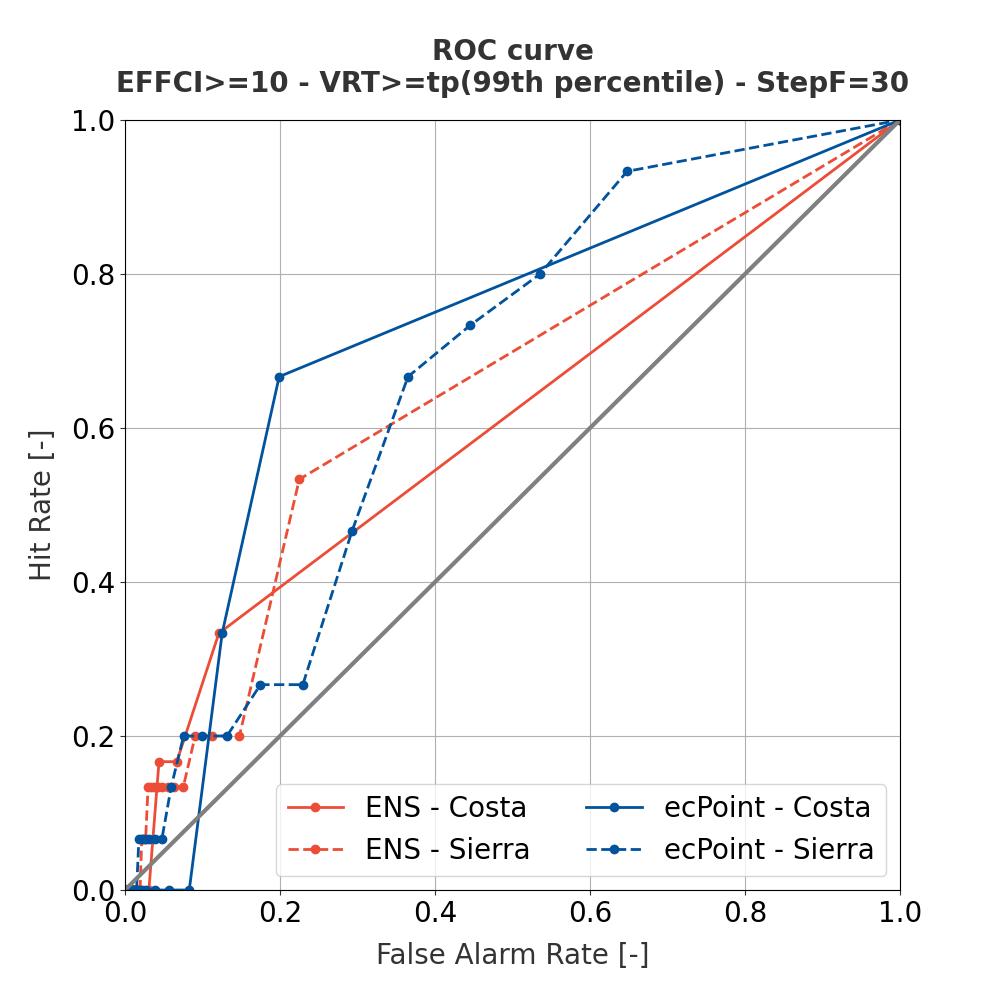 ROC curve
EFFCI>=10 - VRT>=tp(99th percentile) - StepF=30
1.0
0.8
0.6
0.4
0.2
0.0
Hit Rate [-]
ENS - Costa
ENS - Sierra
ecPoint - Costa
ecPoint - Sierra
0.0 0.2 0.4 0.6 0.8 1.0
False Alarm Rate [-]